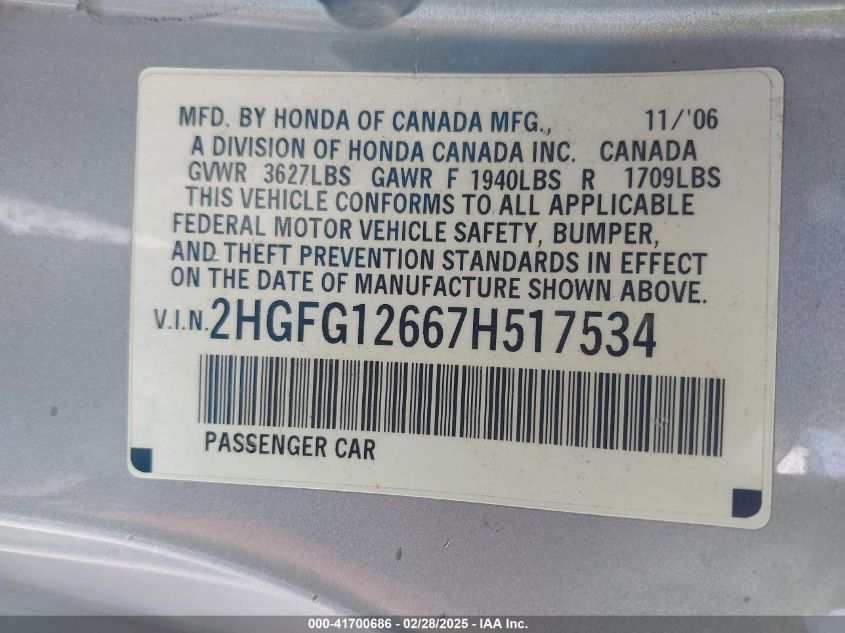 MFD. BY HONDA OF CANADA MFG., 11/'06
A DIVISION OF HONDA CANADA INC. CANADA
GVWR 3627LBS GAWR F 1940LBS R 1709LBS
THIS VEHICLE CONFORMS TO ALL APPLICABLE
FEDERAL MOTOR VEHICLE SAFETY, BUMPER,
AND THEFT PREVENTION STANDARDS IN EFFECT
ON THE DATE OF MANUFACTURE SHOWN ABOVE.
V.I.N. 2HGFG12667H517534
PASSENGER CAR
000-41700686 - 02/28/2025 - IAA Inc.